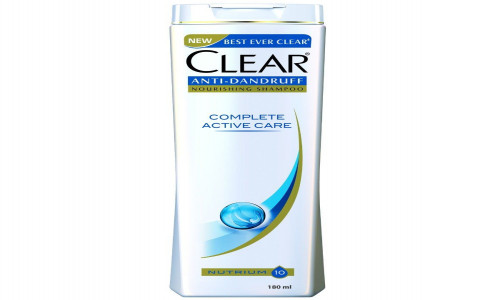 NEW BEST EVER CLEAR
CLEAR
ANTI-DANDRUFF
NOURISHING SHAMPOO
COMPLETE
ACTIVE CARE
NUTRIUM 10
180 ml